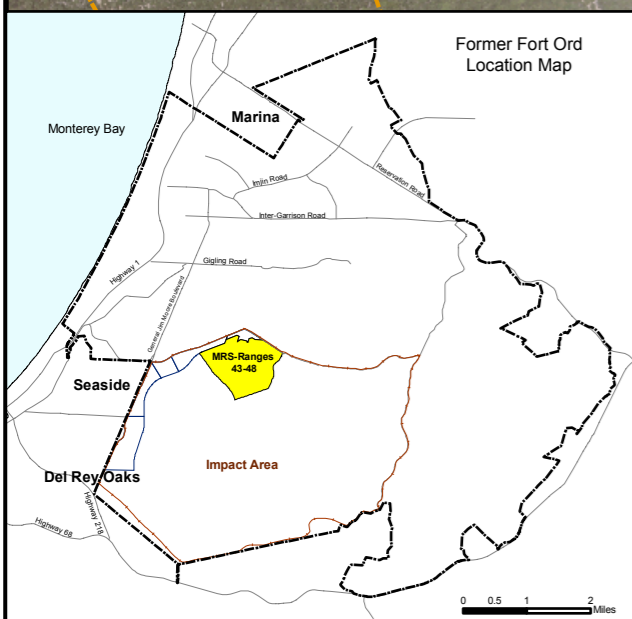 Former Fort Ord
Location Map
Marina
Monterey Bay
Imjin Road
Reservation Road
Inter-Garrison Road
Gigling Road
Highway 1
General Jim Moore Boulevard
MRS-Ranges
43-48
Seaside
Impact Area
Del Rey Oaks
Highway 218
Highway 68
0 0.5 1 2
Miles